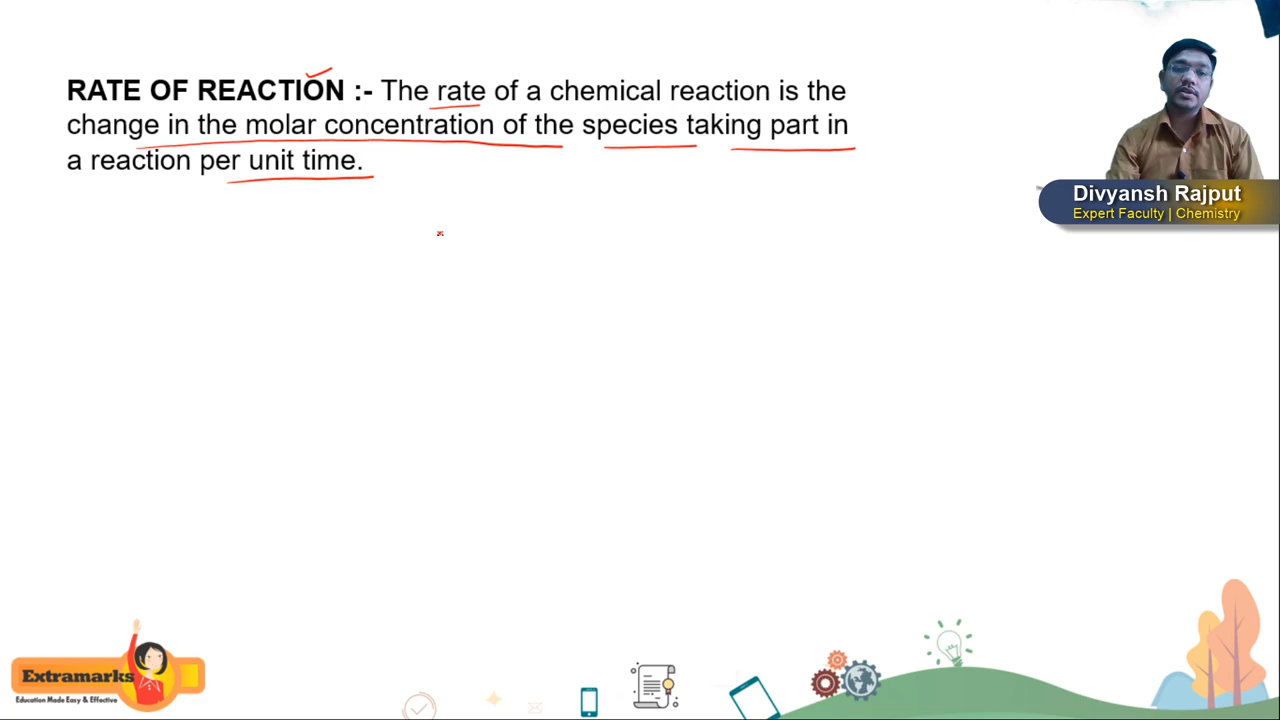 RATE OF REACTION :- The rate of a chemical reaction is the
change in the molar concentration of the species taking part in
a reaction per unit time.
Divyansh Rajput
Expert Faculty | Chemistry
Extramarks
Education Made Easy & Effective